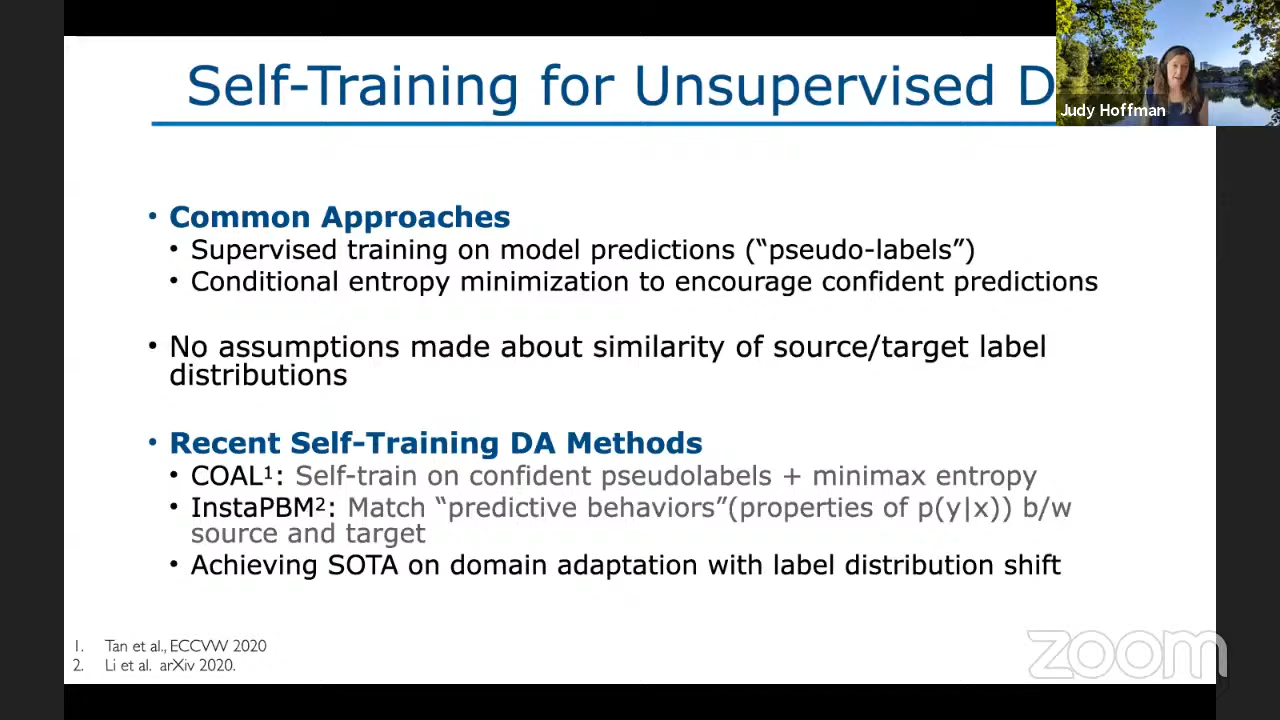 Self-Training for Unsupervised D
Judy Hoffman
• Common Approaches
• Supervised training on model predictions (“pseudo-labels”)
• Conditional entropy minimization to encourage confident predictions
• No assumptions made about similarity of source/target label
distributions
• Recent Self-Training DA Methods
• COAL¹: Self-train on confident pseudolabels + minimax entropy
• InstaPBM²: Match “predictive behaviors”(properties of p(y|x)) b/w
source and target
• Achieving SOTA on domain adaptation with label distribution shift
1. Tan et al., ECCVW 2020
2. Li et al. arXiv 2020.
zoom